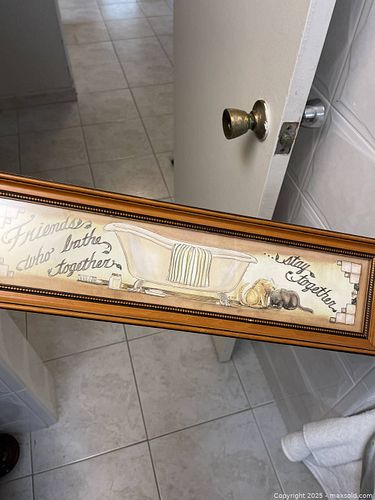 Friends
who bathe
together
...stay
together
Copyright 2025 - maxsold.com